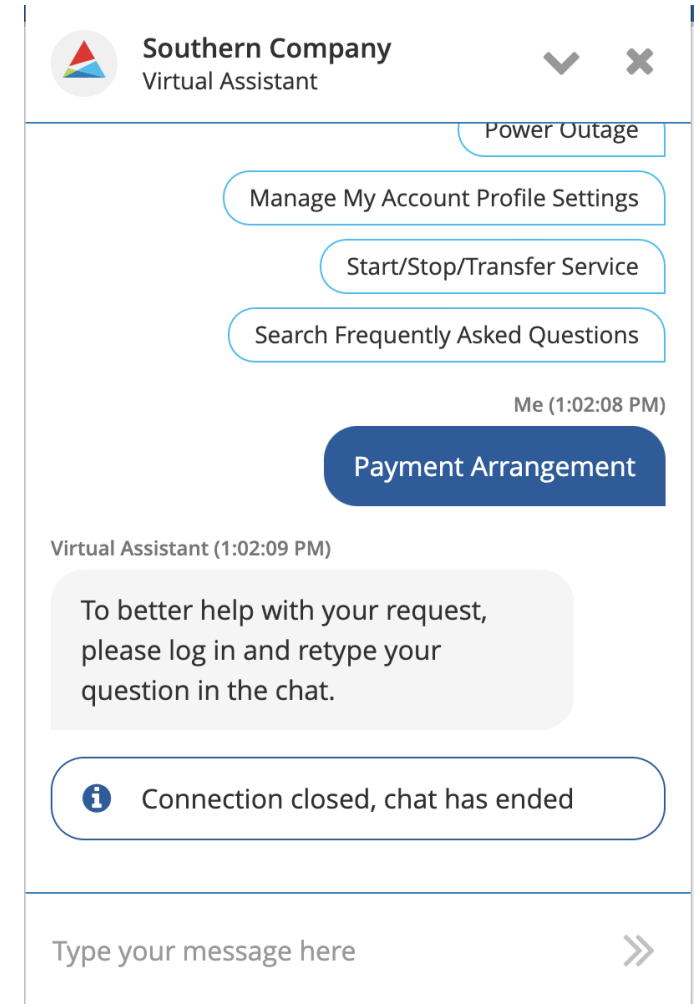 Southern Company
Virtual Assistant
Power Outage
Manage My Account Profile Settings
Start/Stop/Transfer Service
Search Frequently Asked Questions
Me (1:02:08 PM)
Payment Arrangement
Virtual Assistant (1:02:09 PM)
To better help with your request,
please log in and retype your
question in the chat.
Connection closed, chat has ended
Type your message here